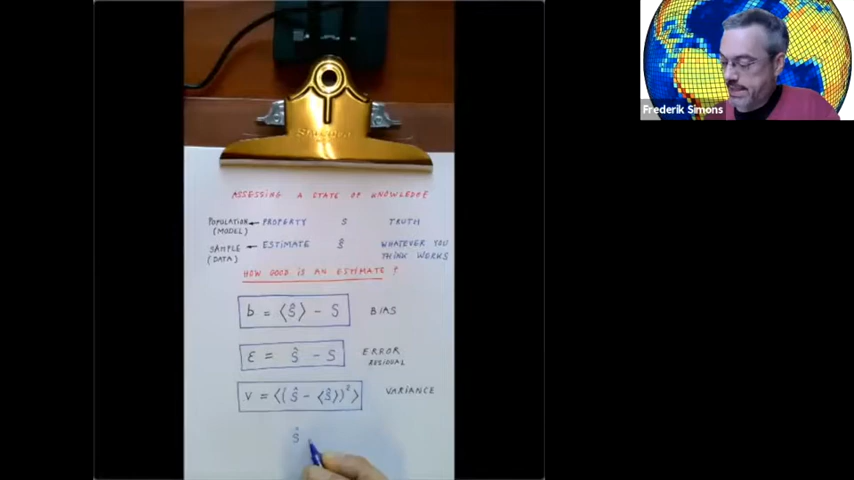 Frederik Simons
ASSESSING A STATE OF KNOWLEDGE
POPULATION ← PROPERTY S TRUTH
(MODEL)
SAMPLE ← ESTIMATE ŝ WHATEVER YOU
(DATA) THINK WORKS
HOW GOOD IS AN ESTIMATE ?
b = ⟨ŝ⟩ - S BIAS
ε = ŝ - S ERROR
RESIDUAL
V = ⟨(ŝ - ⟨ŝ⟩)²⟩ VARIANCE
ŝ